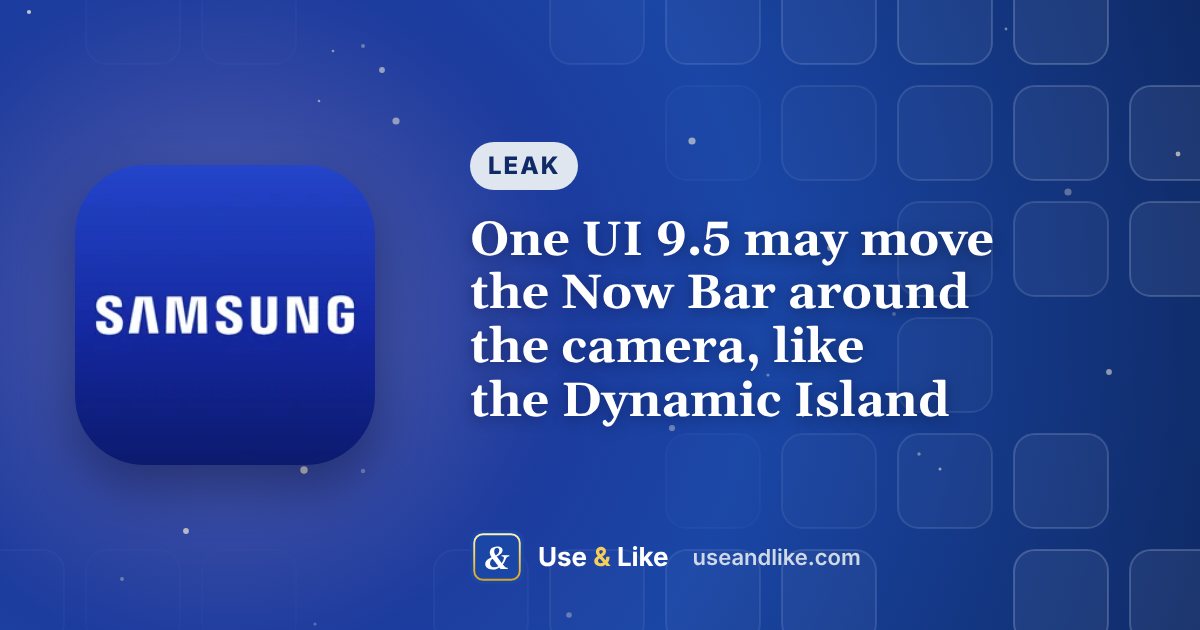 SAMSUNG
LEAK
One UI 9.5 may move
the Now Bar around
the camera, like
the Dynamic Island
& Use & Like useandlike.com